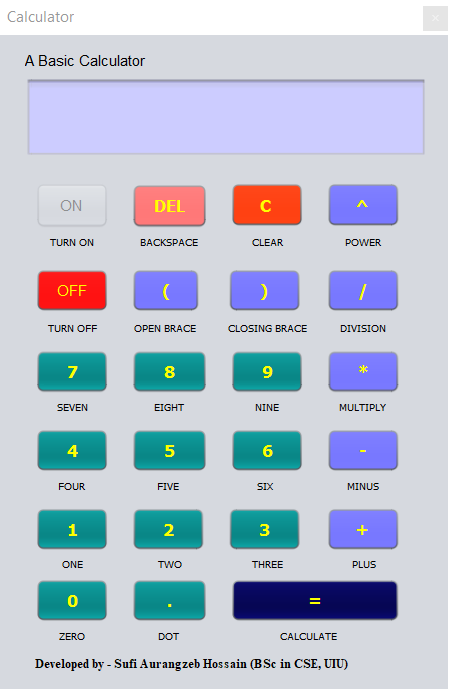 Calculator
x
A Basic Calculator
ON DEL C ^
TURN ON BACKSPACE CLEAR POWER
OFF ( ) /
TURN OFF OPEN BRACE CLOSING BRACE DIVISION
7 8 9 *
SEVEN EIGHT NINE MULTIPLY
4 5 6 -
FOUR FIVE SIX MINUS
1 2 3 +
ONE TWO THREE PLUS
0 . =
ZERO DOT CALCULATE
Developed by - Sufi Aurangzeb Hossain (BSc in CSE, UIU)